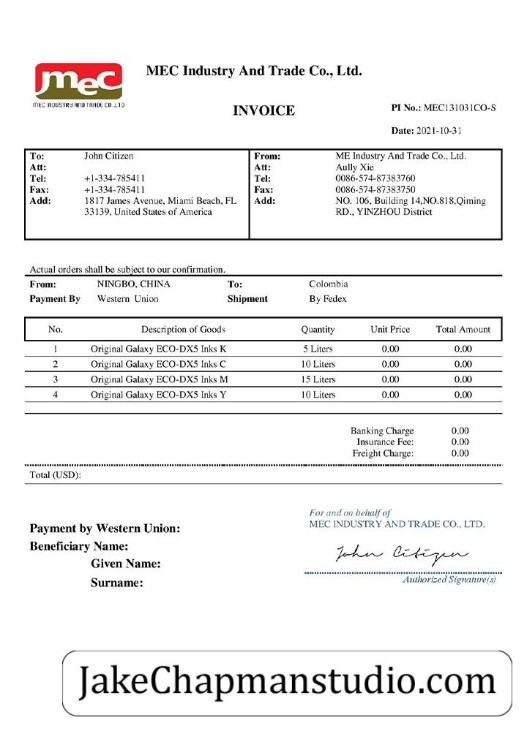 mec
MEC INDUSTRY AND TRADE CO.,LTD
MEC Industry And Trade Co., Ltd.
INVOICE
PI No.: MEC131031CO-S
Date: 2021-10-31
To: John Citizen From: ME Industry And Trade Co., Ltd.
Att: Att: Aully Xie
Tel: +1-334-785411 Tel: 0086-574-87383760
Fax: +1-334-785411 Fax: 0086-574-87383750
Add: 1817 James Avenue, Miami Beach, FL Add: NO. 106, Building 14,NO.818,Qiming
33139, United States of America RD., YINZHOU District
Actual orders shall be subject to our confirmation.
From: NINGBO, CHINA To: Colombia
Payment By Western Union Shipment By Fedex
No. Description of Goods Quantity Unit Price Total Amount
1 Original Galaxy ECO-DX5 Inks K 5 Liters 0.00 0.00
2 Original Galaxy ECO-DX5 Inks C 10 Liters 0.00 0.00
3 Original Galaxy ECO-DX5 Inks M 15 Liters 0.00 0.00
4 Original Galaxy ECO-DX5 Inks Y 10 Liters 0.00 0.00
Banking Charge 0.00
Insurance Fee: 0.00
Freight Charge: 0.00
Total (USD):
For and on behalf of
MEC INDUSTRY AND TRADE CO., LTD.
Payment by Western Union:
Beneficiary Name:
John Citizen
Given Name:
Authorized Signature(s)
Surname:
JakeChapmanstudio.com